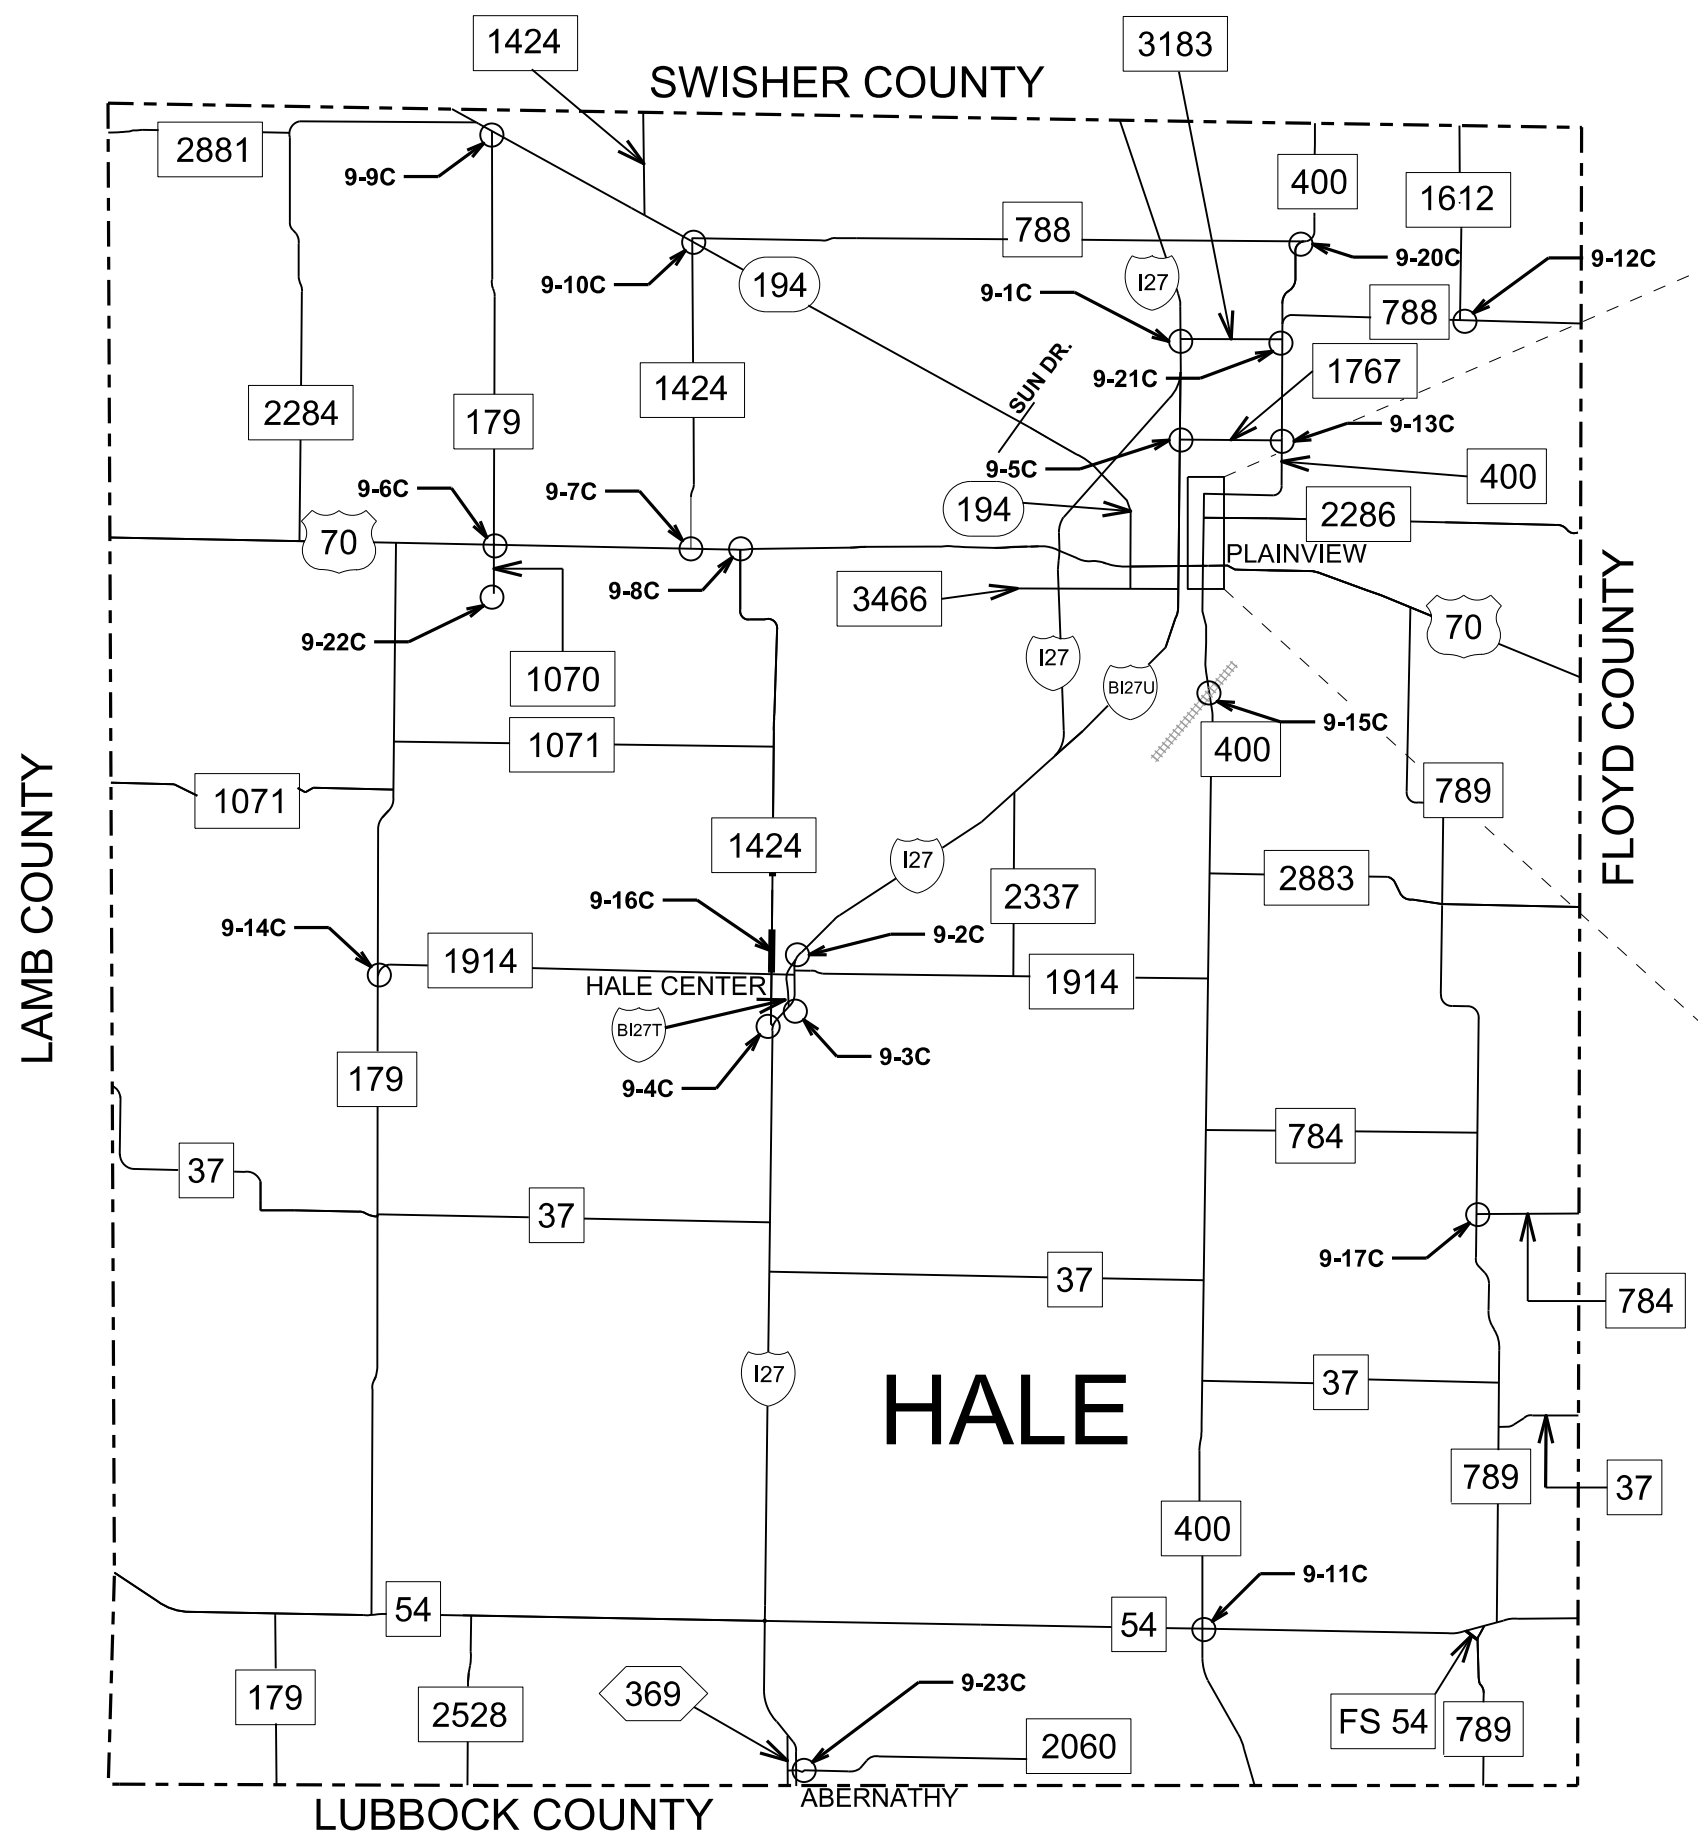 1424
3183
SWISHER COUNTY
2881
9-9C
400
1612
788
9-20C
9-12C
9-10C
194
I27
9-1C
788
SUN DR.
9-21C
1767
1424
2284
179
9-13C
9-5C
400
9-6C
9-7C
194
2286
70
PLAINVIEW
9-8C
3466
9-22C
70
FLOYD COUNTY
1070
I27
BI27U
9-15C
1071
400
1071
789
LAMB COUNTY
1424
I27
2883
9-16C
2337
9-14C
9-2C
1914
1914
HALE CENTER
BI27T
9-3C
9-4C
179
784
37
37
9-17C
37
784
I27
37
HALE
789
37
400
9-11C
54
54
179
2528
369
9-23C
FS 54
789
2060
ABERNATHY
LUBBOCK COUNTY